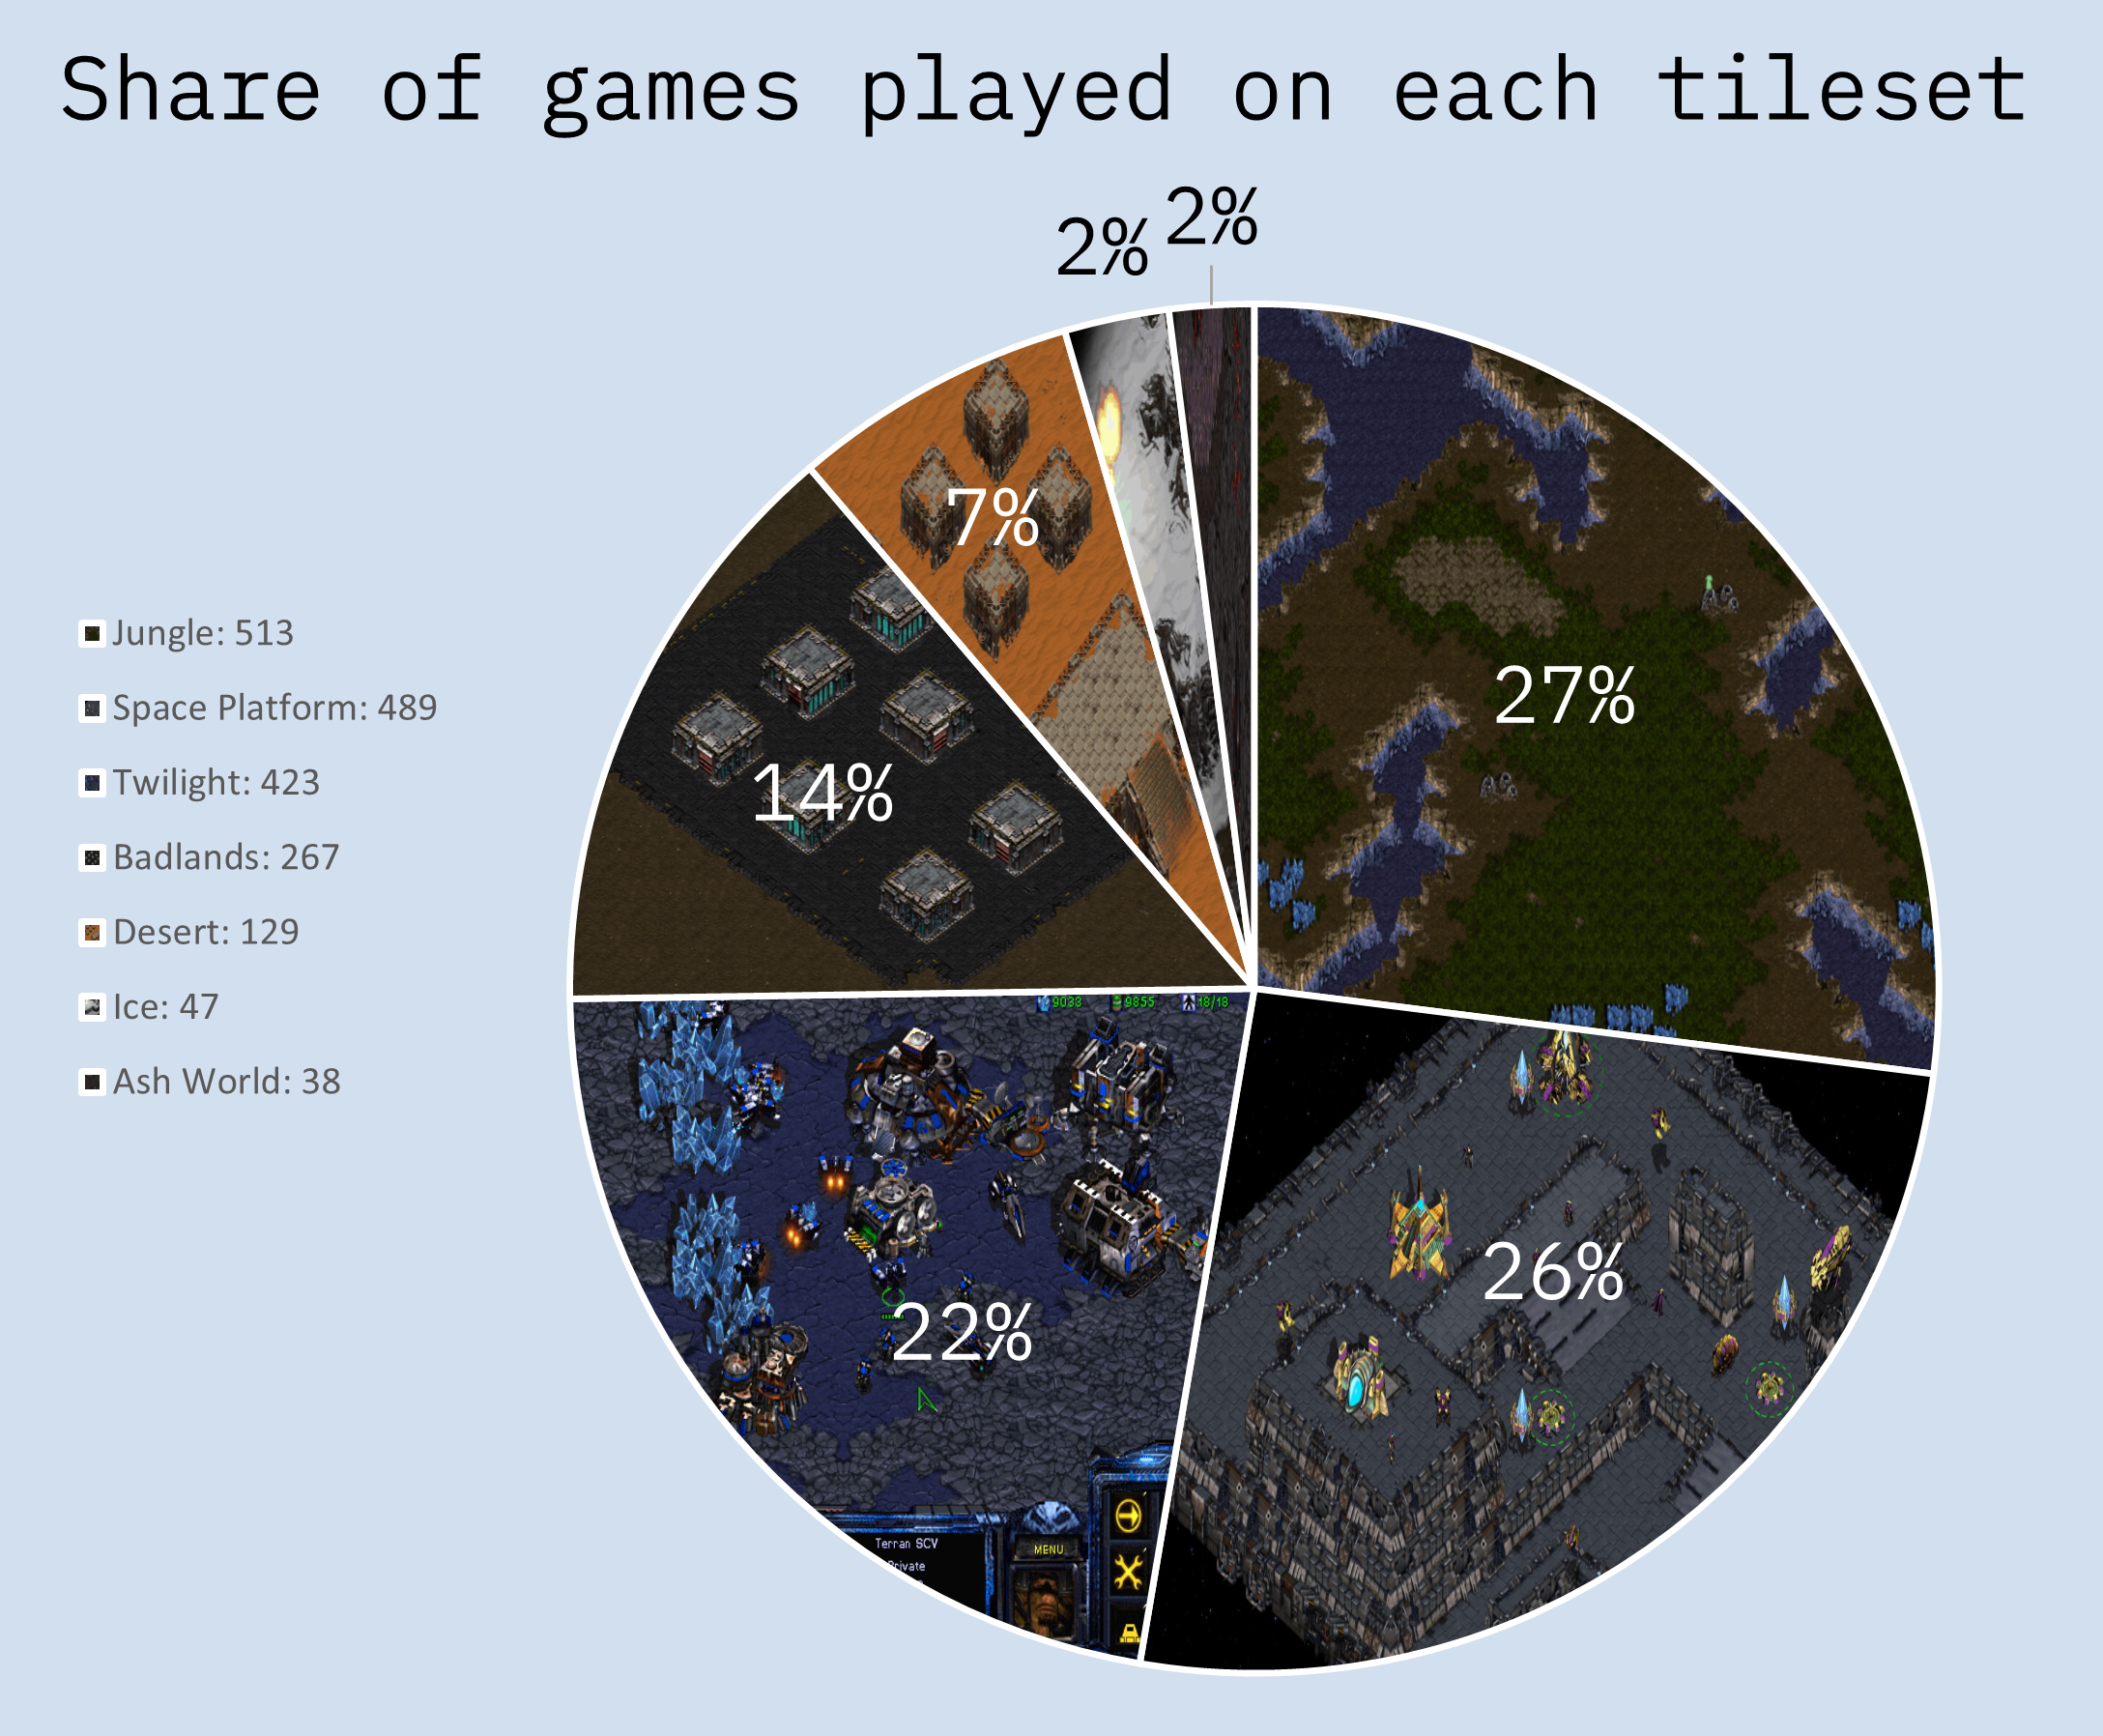 Share of games played on each tileset
2%
2%
7%
27%
14%
26%
22%
Jungle: 513
Space Platform: 489
Twilight: 423
Badlands: 267
Desert: 129
Ice: 47
Ash World: 38
9033 9855 18/18
Terran SCV
Private
MENU